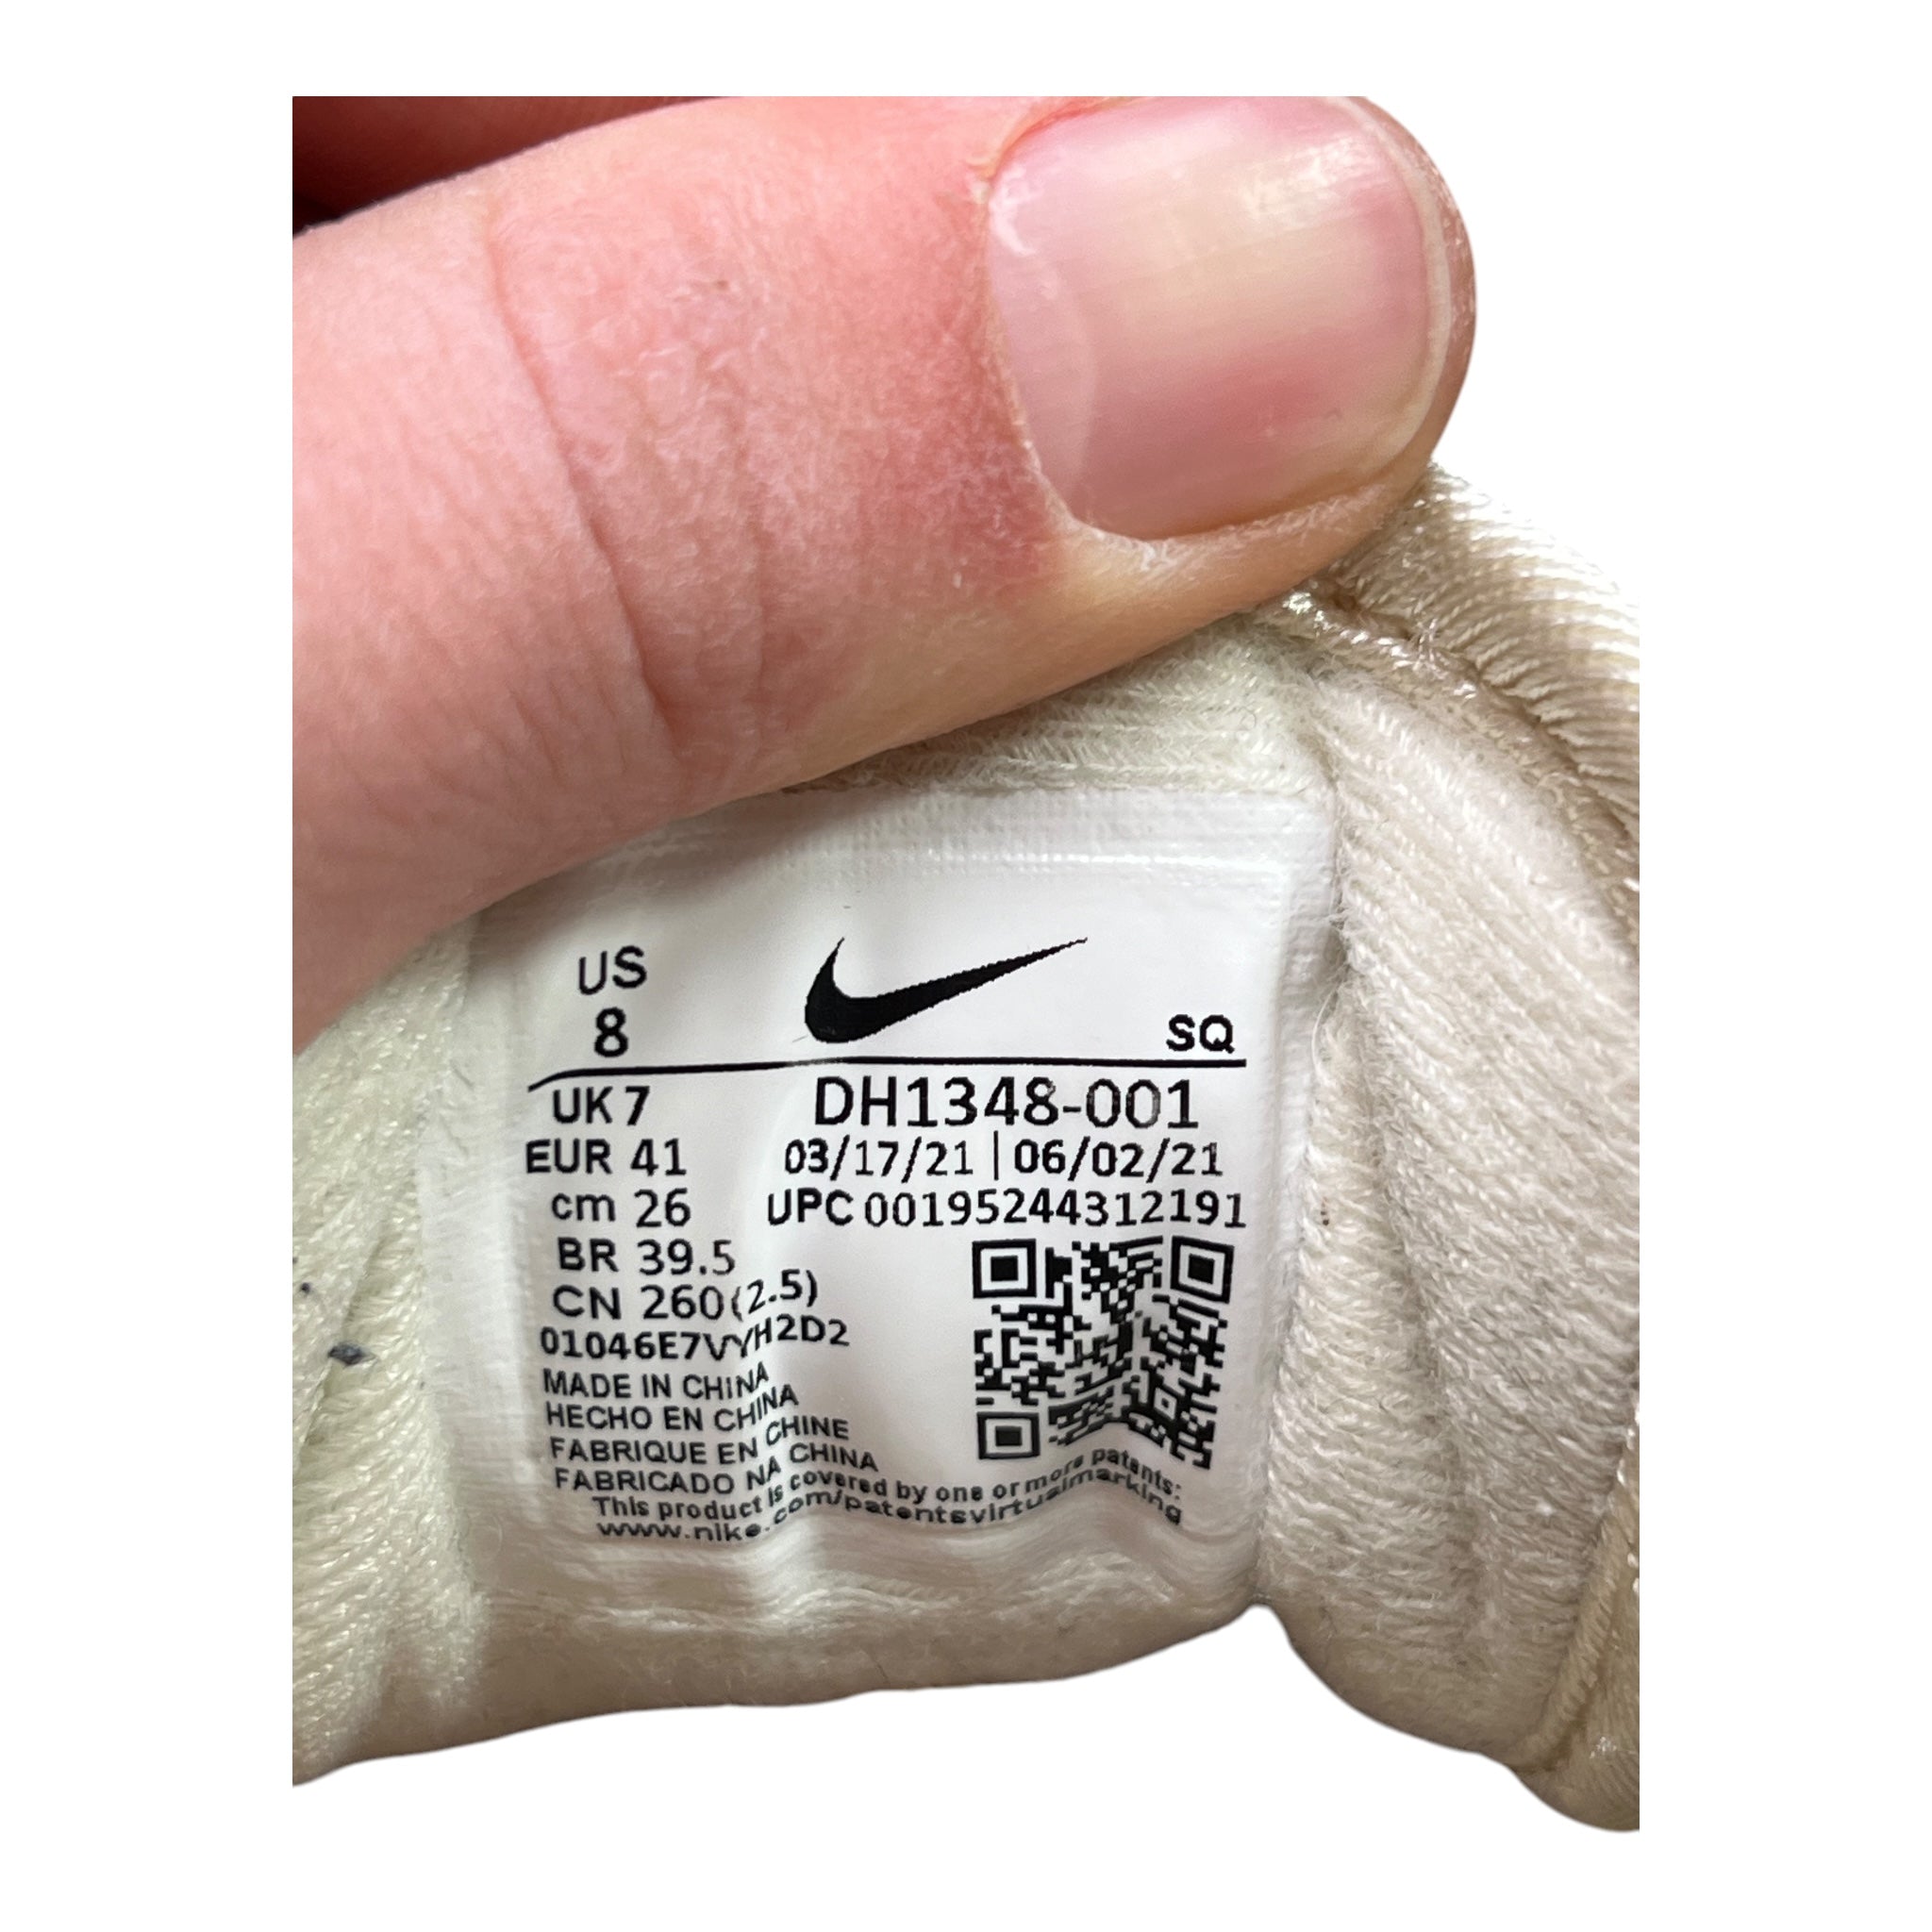 US
8
SQ
UK 7
DH1348-001
EUR 41
03/17/21 | 06/02/21
cm 26
UPC 00195244312191
BR 39.5
CN 260(2.5)
01046E7VYH2D2
MADE IN CHINA
HECHO EN CHINA
FABRIQUE EN CHINE
FABRICADO NA CHINA
This product is covered by one or more patents:
www.nike.com/patentsvirtualmarking